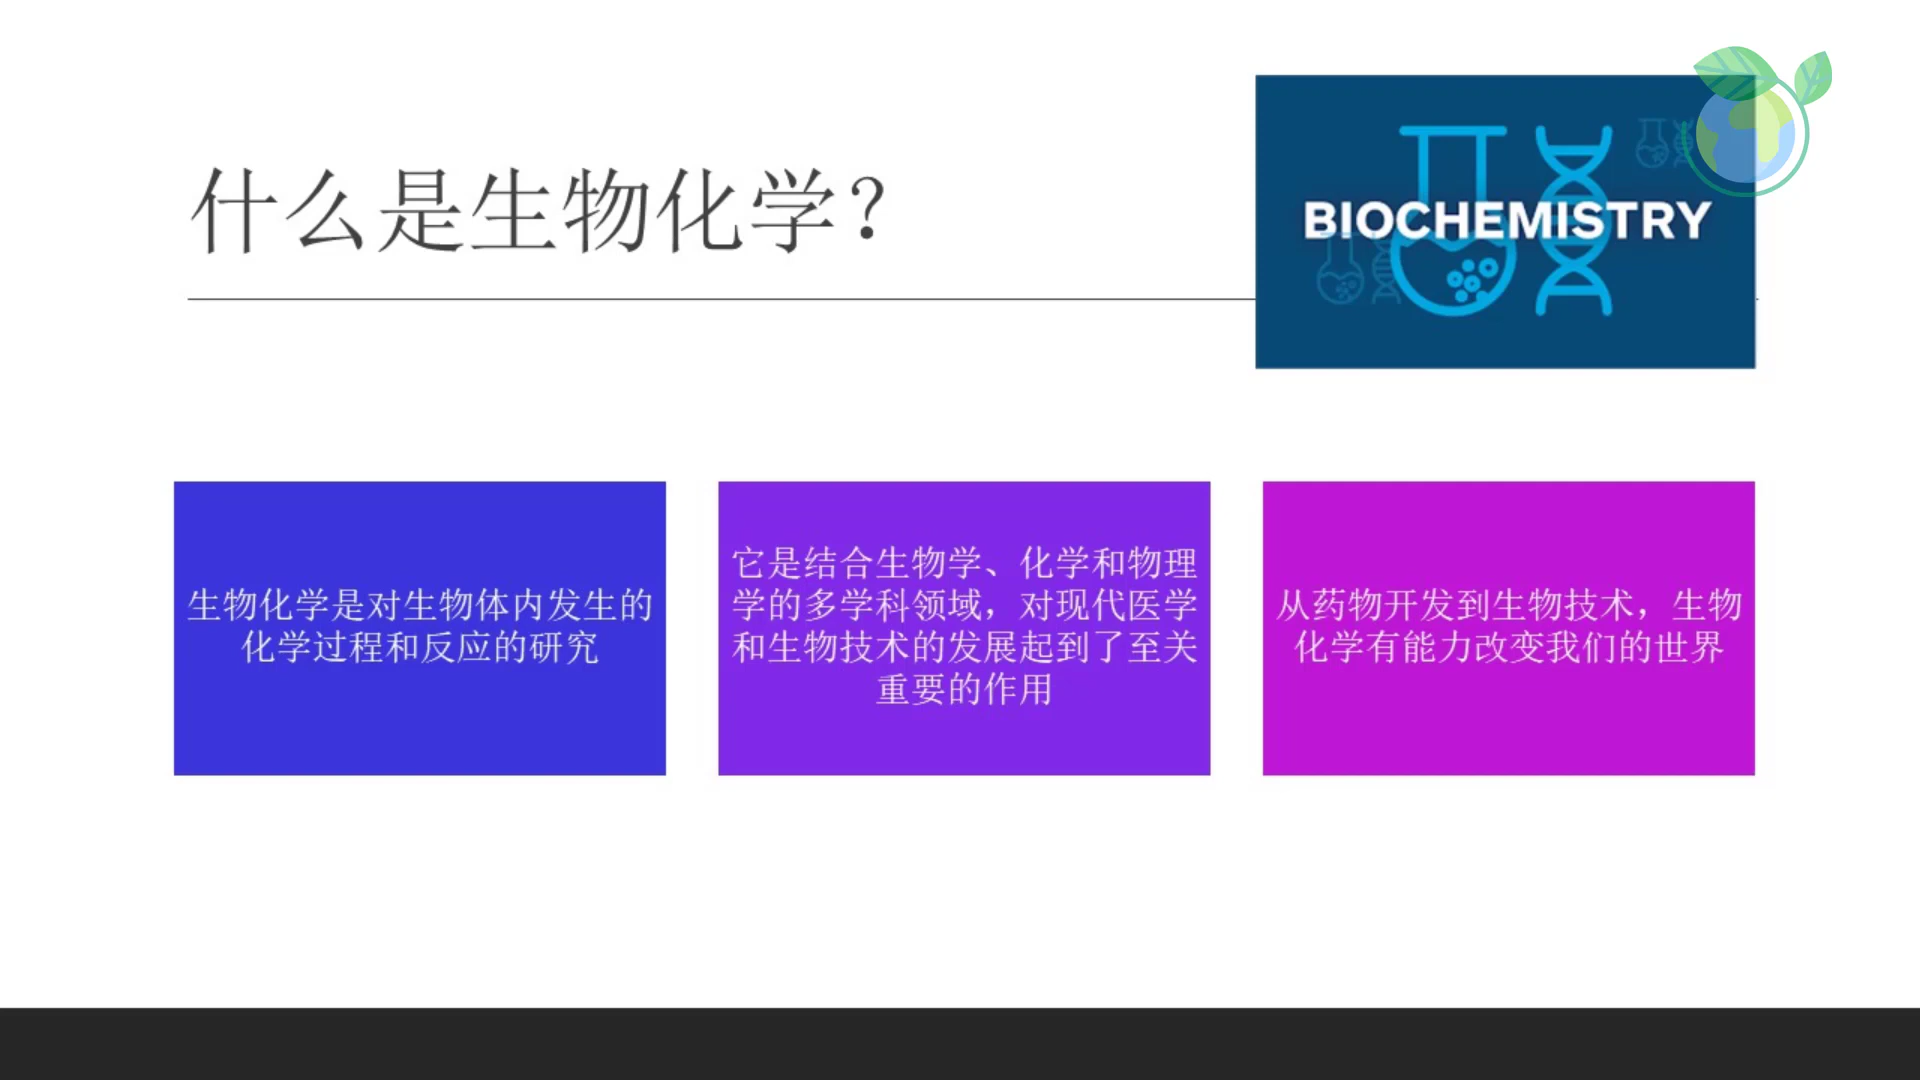 什么是生物化学?
BIOCHEMISTRY
生物化学是对生物体内发生的
化学过程和反应的研究
它是结合生物学、化学和物理
学的多学科领域，对现代医学
和生物技术的发展起到了至关
重要的作用
从药物开发到生物技术，生物
化学有能力改变我们的世界